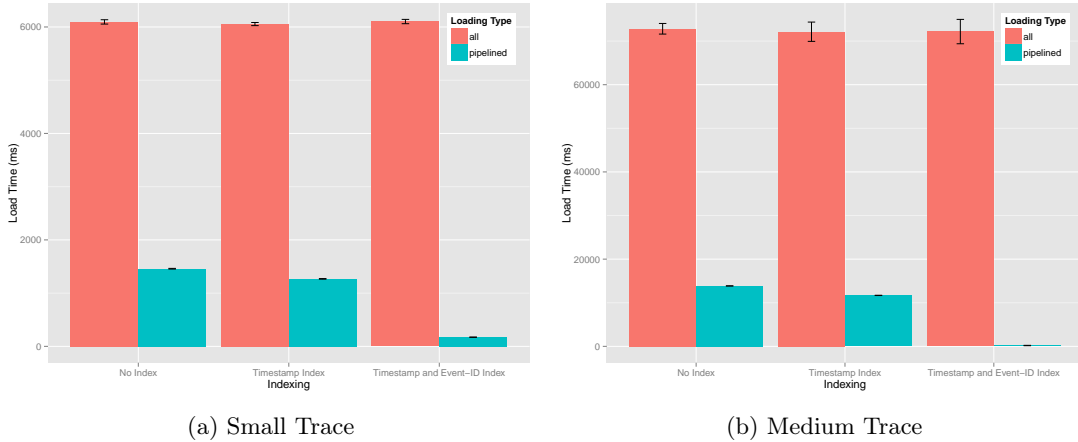 6000
4000
2000
0
Load Time (ms)
No Index
Timestamp Index
Timestamp and Event−ID Index
Indexing
Loading Type
all
pipelined
(a) Small Trace
60000
40000
20000
0
Load Time (ms)
No Index
Timestamp Index
Timestamp and Event−ID Index
Indexing
Loading Type
all
pipelined
(b) Medium Trace